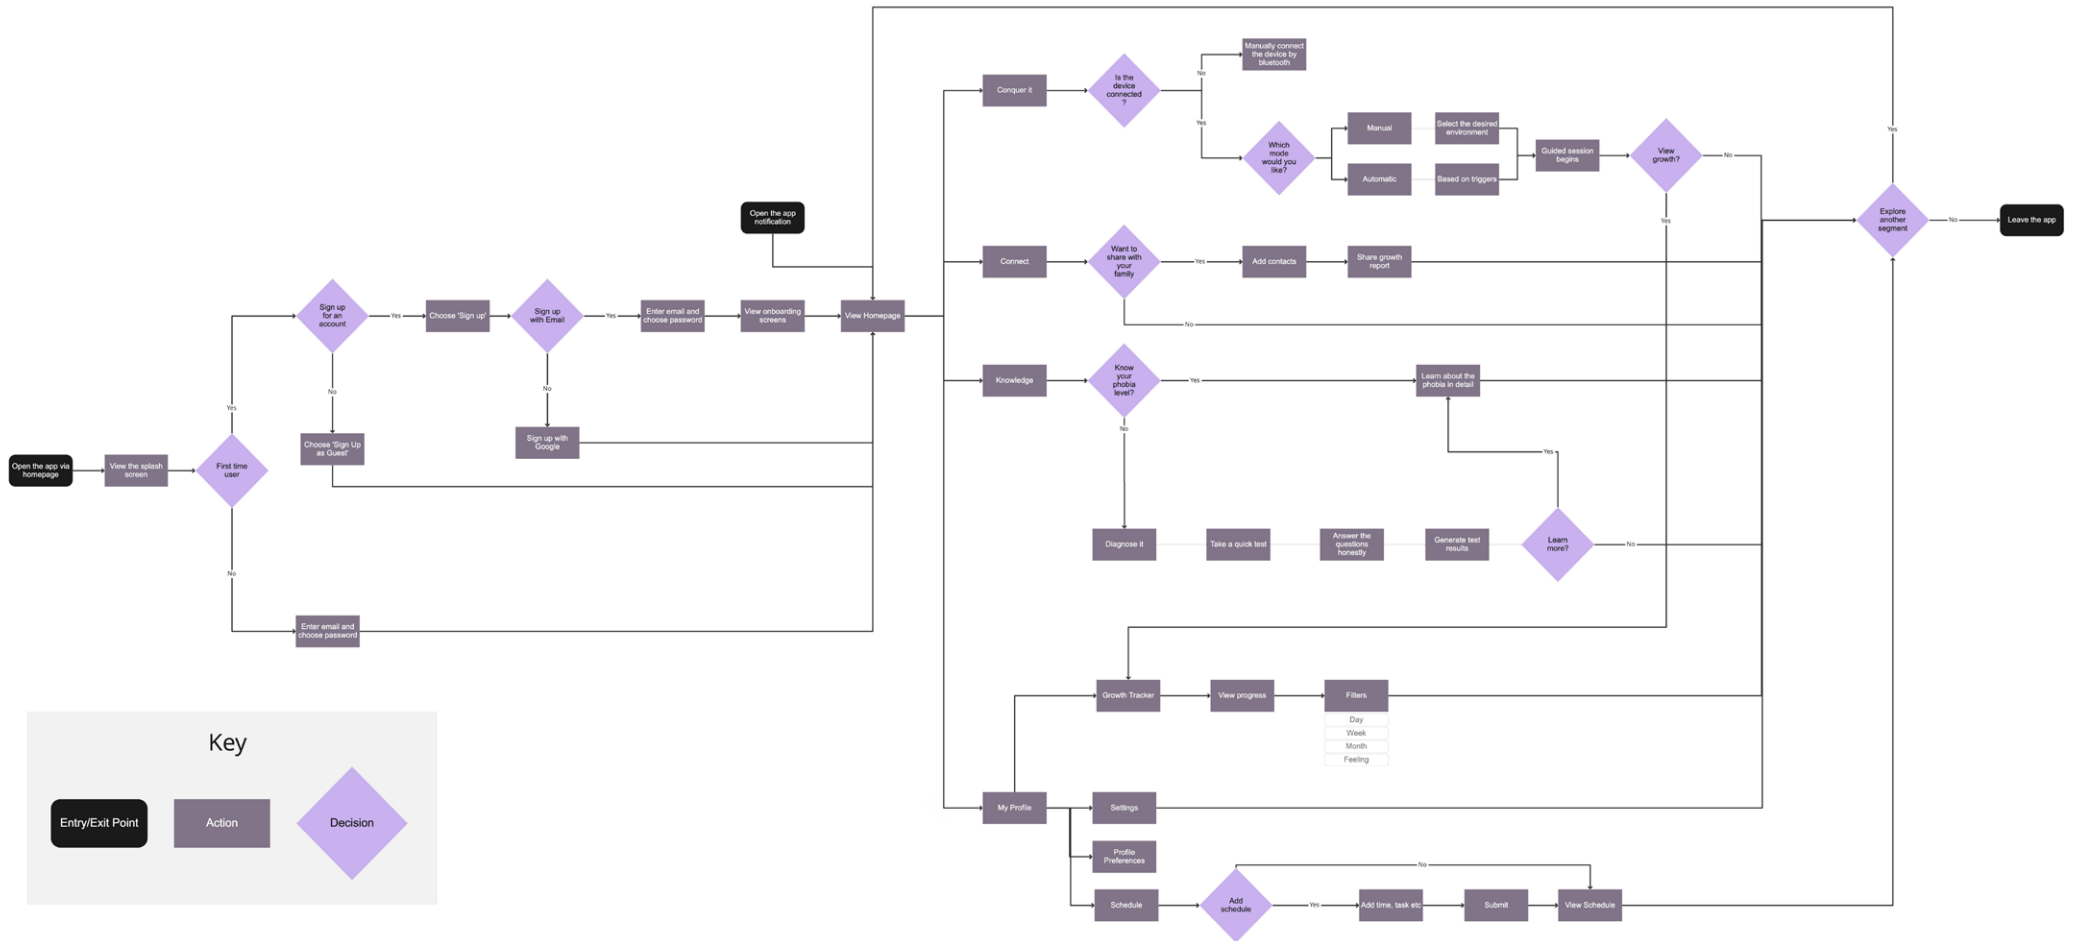 Open the app via
homepage
View the splash
screen
First time
user
Yes
No
Sign up
for an
account
Yes
No
Choose 'Sign up'
Choose 'Sign Up
as Guest'
Sign up
with Email
Yes
No
Enter email and
choose password
Sign up with
Google
View onboarding
screens
Open the app
notification
View Homepage
Enter email and
choose password
Conquer it
Is the
device
connected
?
No
Yes
Manually connect
the device by
bluetooth
Which
mode
would you
like?
Manual
Select the desired
environment
Automatic
Based on triggers
Guided session
begins
View
growth?
No
Yes
Connect
Want to
share with
your
family
Yes
No
Add contacts
Share growth
report
Knowledge
Know
your
phobia
level?
Yes
No
Learn about the
phobia in detail
Diagnose it
Take a quick test
Answer the
questions
honestly
Generate test
results
Learn
more?
Yes
No
Growth Tracker
View progress
Filters
Day
Week
Month
Feeling
My Profile
Settings
Profile
Preferences
Schedule
Add
schedule
No
Yes
Add time, task etc
Submit
View Schedule
Explore
another
segment
Yes
No
Leave the app
Key
Entry/Exit Point
Action
Decision